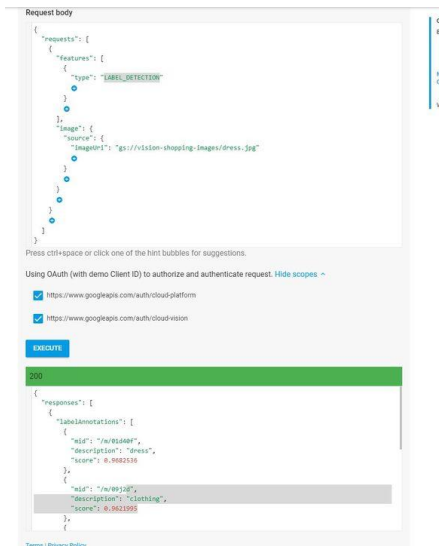 Request body
{
"requests": [
{
"features": [
{
"type": "LABEL_DETECTION"
}
],
"image": {
"source": {
"imageUri": "gs://vision-shopping-images/dress.jpg"
}
}
}
]
}
Press ctrl+space or click one of the hint bubbles for suggestions.
Using OAuth (with demo Client ID) to authorize and authenticate request. Hide scopes
https://www.googleapis.com/auth/cloud-platform
https://www.googleapis.com/auth/cloud-vision
EXECUTE
200
{
"responses": [
{
"labelAnnotations": [
{
"mid": "/m/01d40f",
"description": "dress",
"score": 0.9682536
},
{
"mid": "/m/09j2d",
"description": "clothing",
"score": 0.9621995
},
{
Terms | Privacy Policy